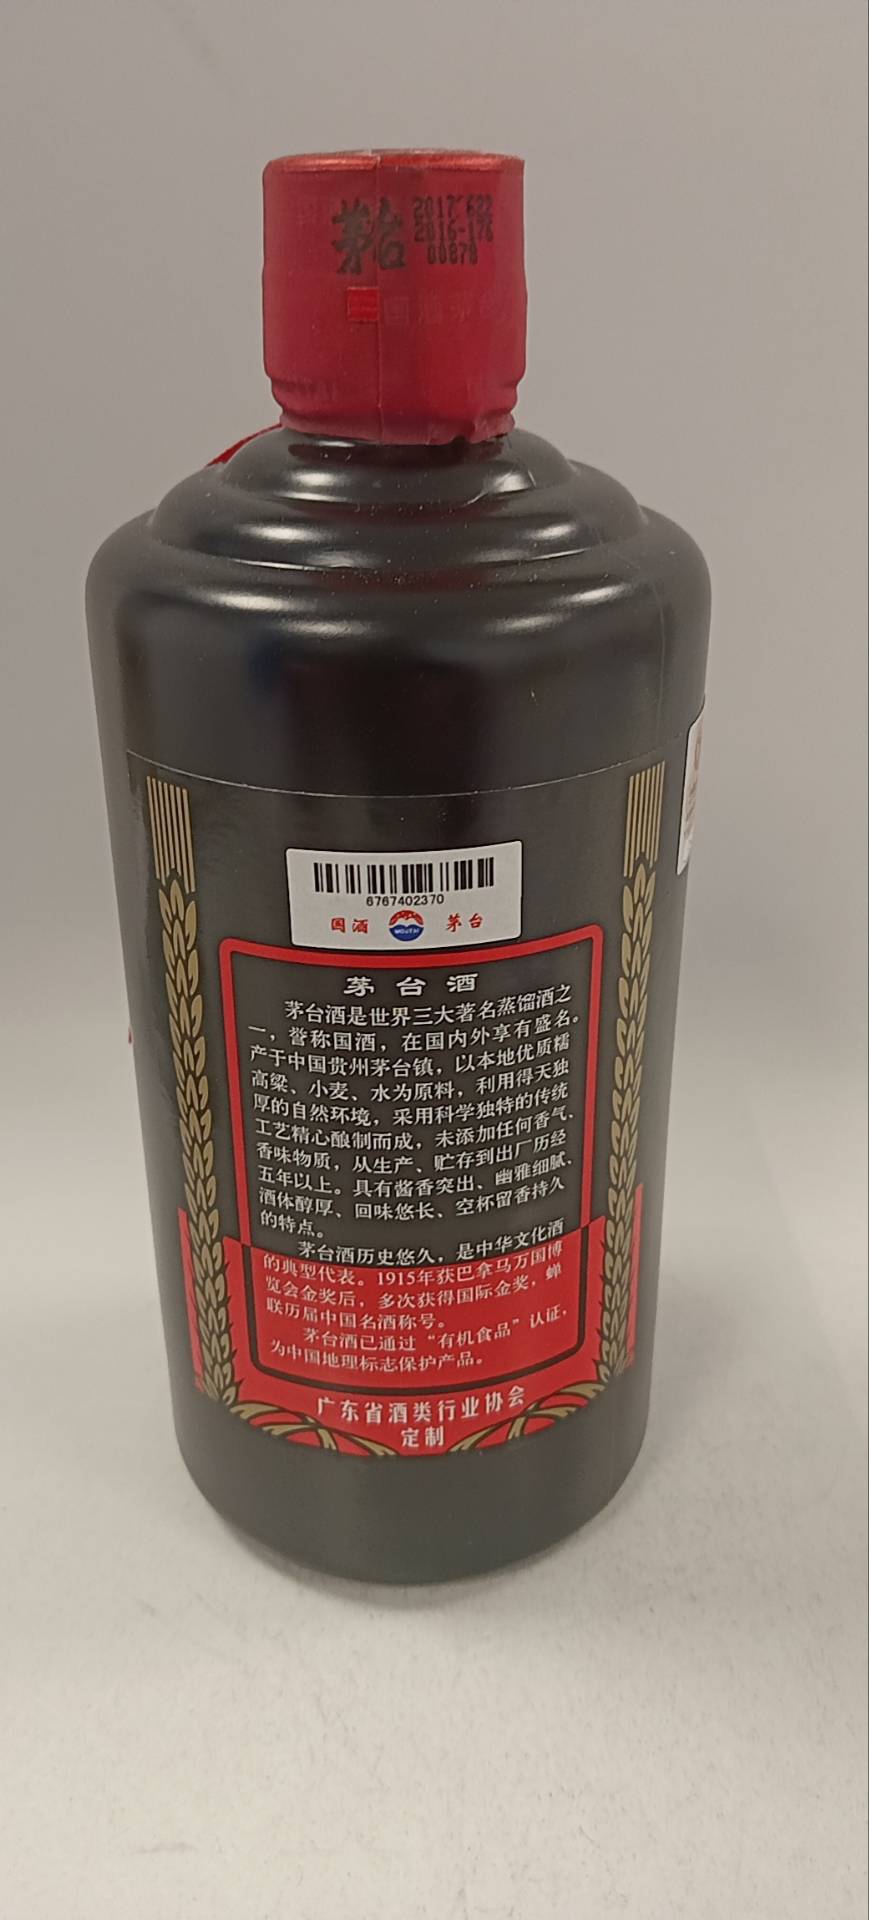 茅台
2016-176
00879
国酒茅台
6767402370
国酒 MOUTAI 茅台
茅台酒
茅台酒是世界三大著名蒸馏酒之
一，誉称国酒，在国内外享有盛名。
产于中国贵州茅台镇，以本地优质糯
高粱、小麦、水为原料，利用得天独
厚的自然环境，采用科学独特的传统
工艺精心酿制而成，未添加任何香气、
香味物质，从生产、贮存到出厂历经
五年以上。具有酱香突出、幽雅细腻、
酒体醇厚、回味悠长、空杯留香持久
的特点。
茅台酒历史悠久，是中华文化酒
的典型代表。1915年获巴拿马万国博
览会金奖后，多次获得国际金奖，蝉
联历届中国名酒称号。
茅台酒已通过“有机食品”认证，
为中国地理标志保护产品。
广东省酒类行业协会
定制